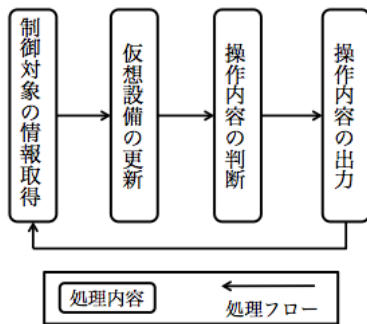 制御対象の情報取得
仮想設備の更新
操作内容の判断
操作内容の出力
処理内容
処理フロー